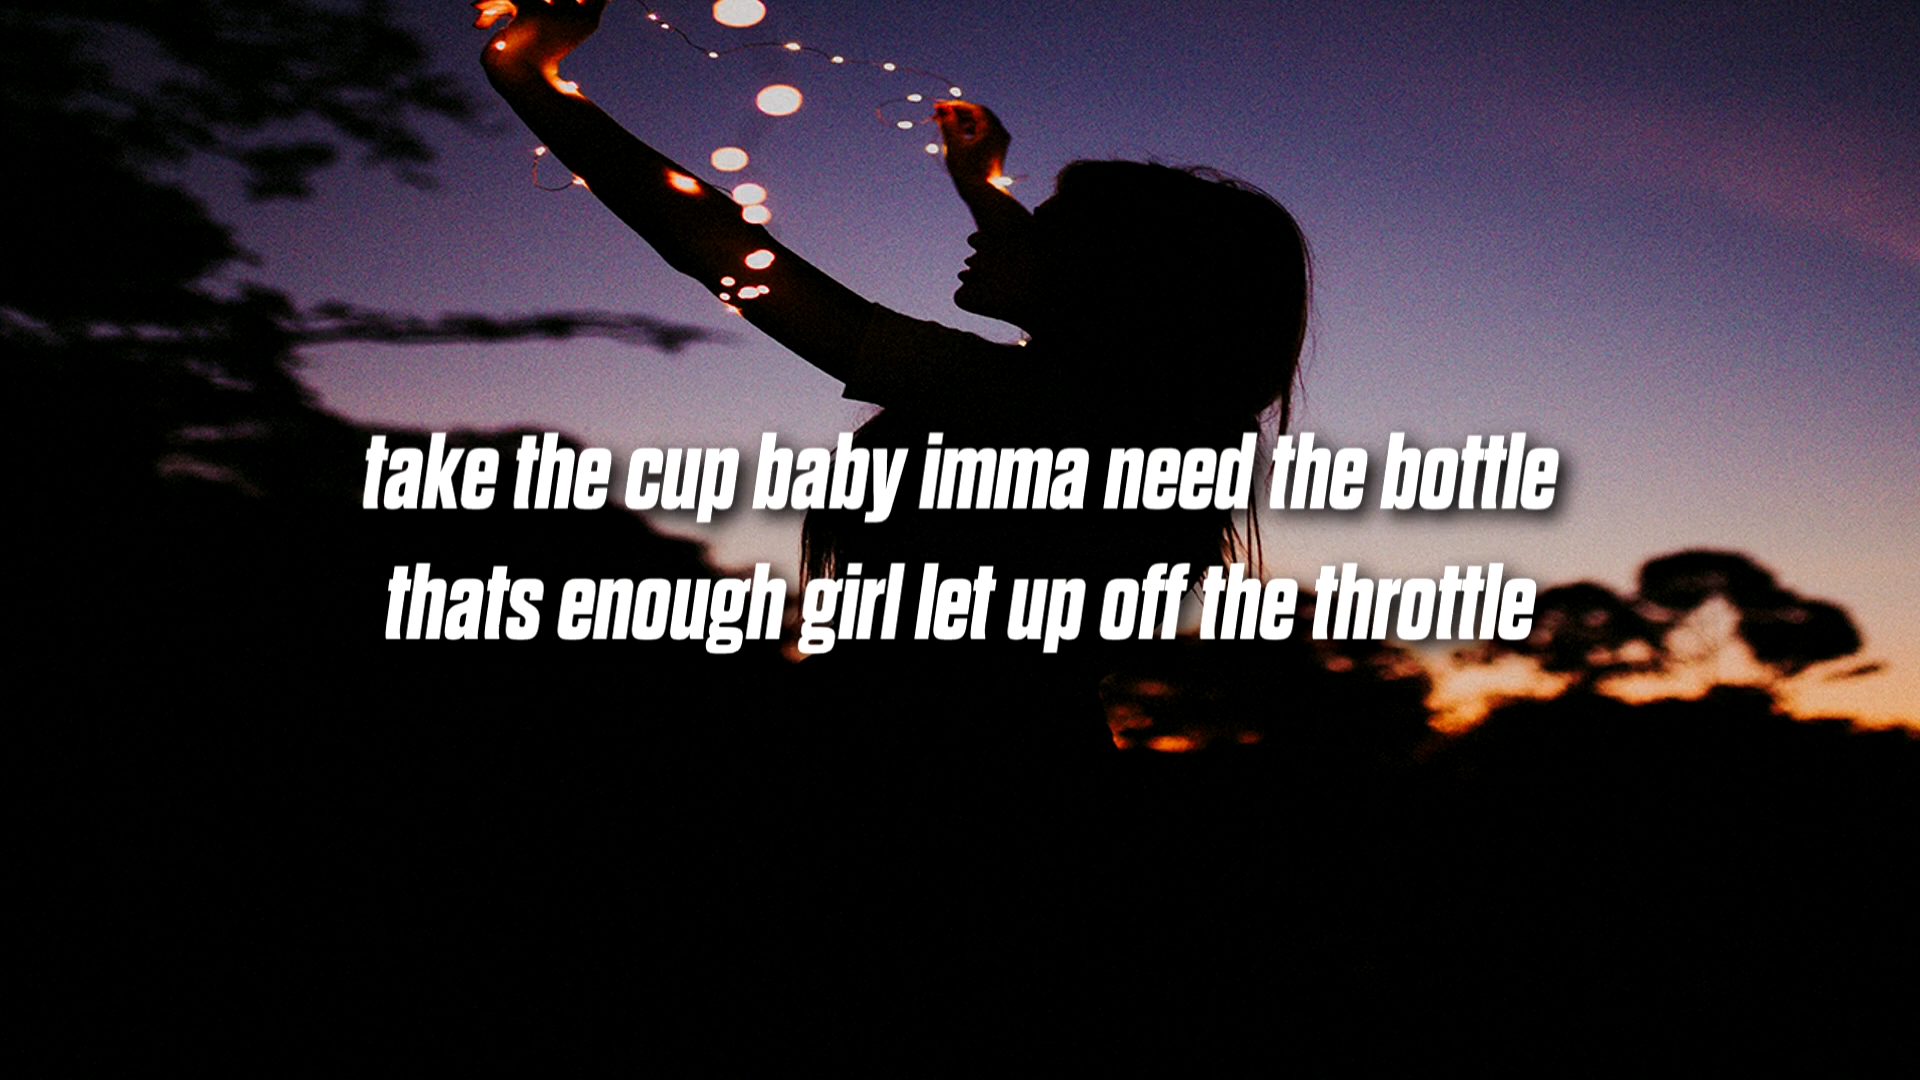 take the cup baby imma need the bottle
thats enough girl let up off the throttle